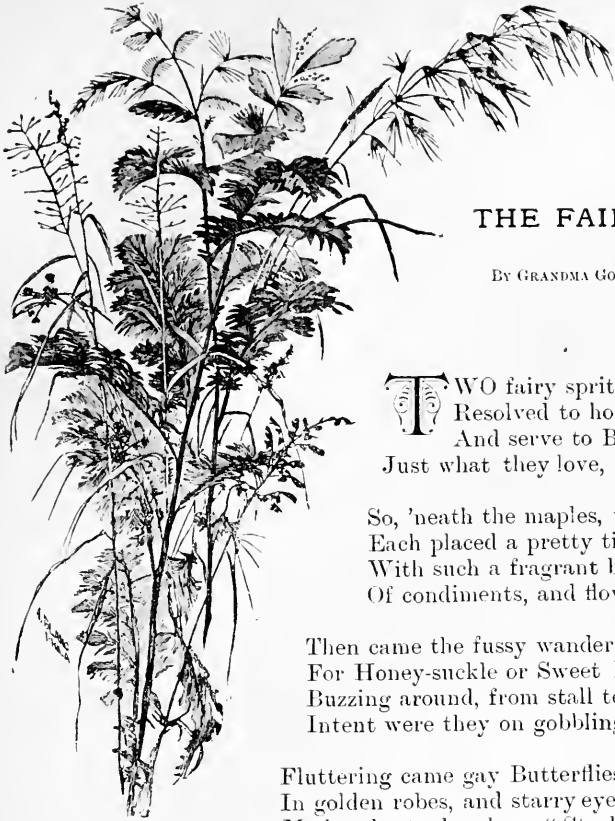 THE FAI
BY GRANDMA GO
TWO fairy sprit
Resolved to ho
And serve to B
Just what they love,
So, 'neath the maples,
Each placed a pretty ti
With such a fragrant
Of condiments, and flo
Then came the fussy wander
For Honey-suckle or Sweet
Buzzing around, from stall to
Intent were they on gobbling
Fluttering came gay Butterflies
In golden robes, and starry eye